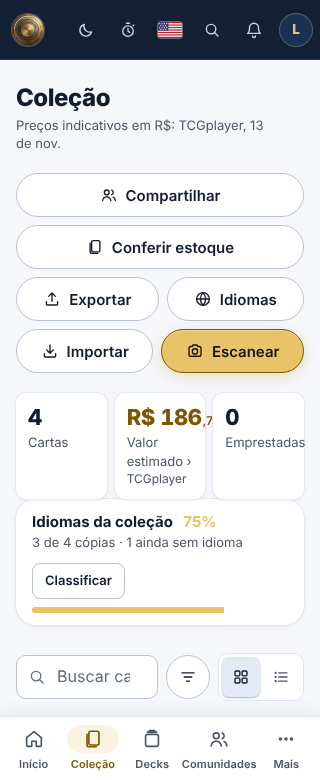 L
Coleção
Preços indicativos em R$: TCGplayer, 13
de nov.
Compartilhar
Conferir estoque
Exportar
Idiomas
Importar
Escanear
4
Cartas
R$ 186,7
Valor
estimado ›
TCGplayer
0
Emprestadas
Idiomas da coleção 75%
3 de 4 cópias · 1 ainda sem idioma
Classificar
Buscar ca
Início
Coleção
Decks
Comunidades
Mais